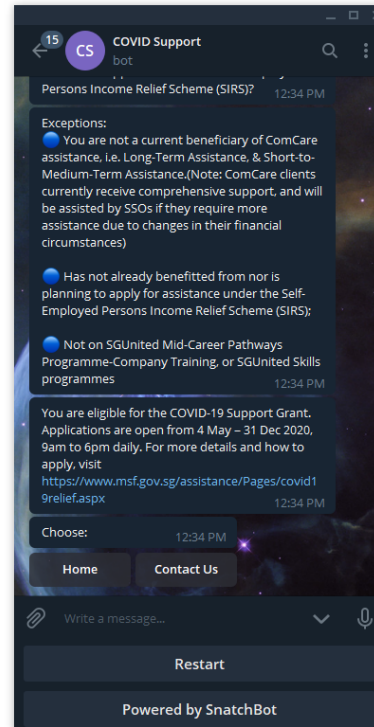 15
CS
COVID Support
bot
Persons Income Relief Scheme (SIRS)?
12:34 PM
Exceptions:
You are not a current beneficiary of ComCare
assistance, i.e. Long-Term Assistance, & Short-to-
Medium-Term Assistance.(Note: ComCare clients
currently receive comprehensive support, and will
be assisted by SSOs if they require more
assistance due to changes in their financial
circumstances)
Has not already benefitted from nor is
planning to apply for assistance under the Self-
Employed Persons Income Relief Scheme (SIRS);
Not on SGUnited Mid-Career Pathways
Programme-Company Training, or SGUnited Skills
programmes
12:34 PM
You are eligible for the COVID-19 Support Grant.
Applications are open from 4 May – 31 Dec 2020,
9am to 6pm daily. For more details and how to
apply, visit
https://www.msf.gov.sg/assistance/Pages/covid1
9relief.aspx
12:34 PM
Choose:
12:34 PM
Home
Contact Us
Write a message...
Restart
Powered by SnatchBot